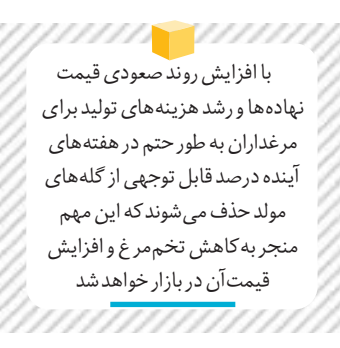 با افزایش روند صعودی قیمت
نهاده‌ها و رشد هزینه‌های تولید برای
مرغداران به طور حتم در هفته‌های
آینده درصد قابل توجهی از گله‌های
مولد حذف می‌شوند که این مهم
منجر به کاهش تخم‌مرغ و افزایش
قیمت‌آن در بازار خواهد شد